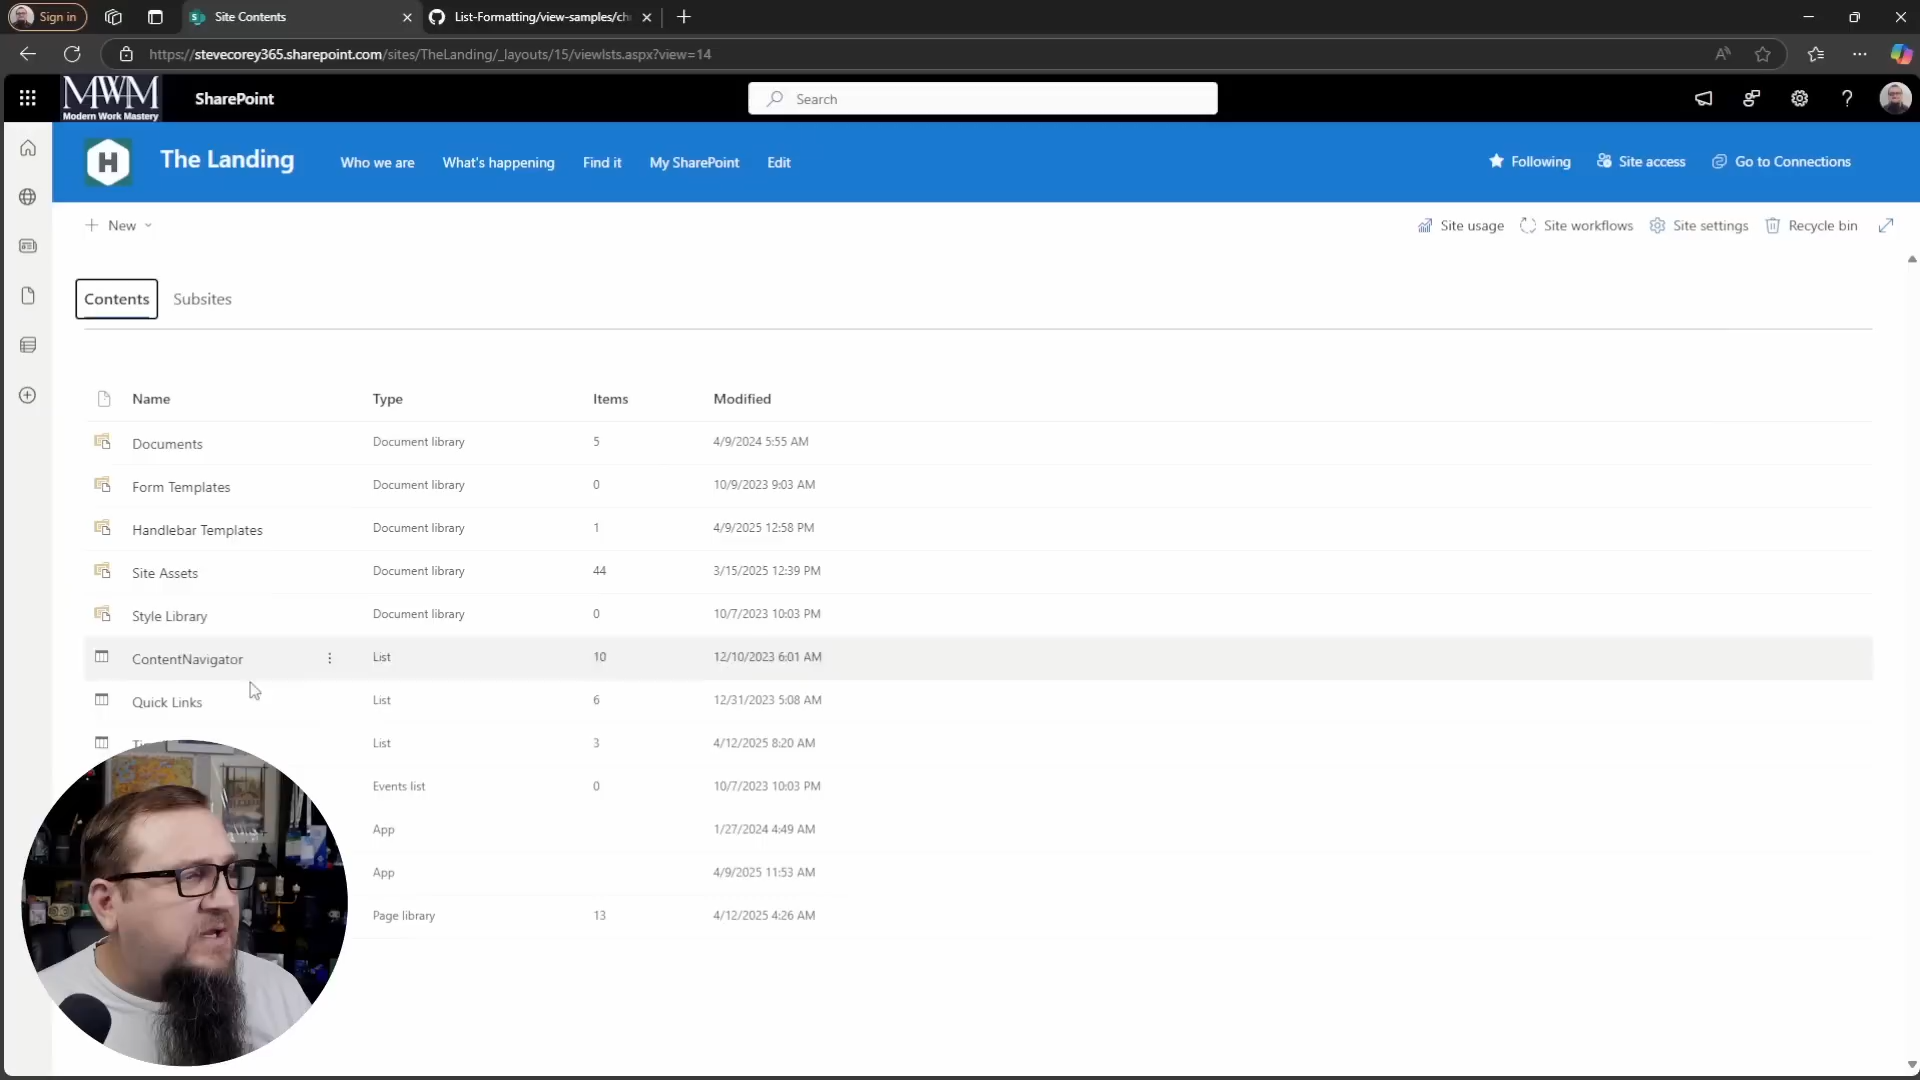 Sign in
Site Contents
List-Formatting/view-samples/ch
https://stevecorey365.sharepoint.com/sites/TheLanding/_layouts/15/viewlsts.aspx?view=14
MWM
Modern Work Mastery
SharePoint
Search
H
The Landing
Who we are
What's happening
Find it
My SharePoint
Edit
Following
Site access
Go to Connections
New
Site usage
Site workflows
Site settings
Recycle bin
Contents
Subsites
Name Type Items Modified
Documents Document library 5 4/9/2024 5:55 AM
Form Templates Document library 0 10/9/2023 9:03 AM
Handlebar Templates Document library 1 4/9/2025 12:58 PM
Site Assets Document library 44 3/15/2025 12:39 PM
Style Library Document library 0 10/7/2023 10:03 PM
ContentNavigator List 10 12/10/2023 6:01 AM
Quick Links List 6 12/31/2023 5:08 AM
List 3 4/12/2025 8:20 AM
Events list 0 10/7/2023 10:03 PM
App 1/27/2024 4:49 AM
App 4/9/2025 11:53 AM
Page library 13 4/12/2025 4:26 AM